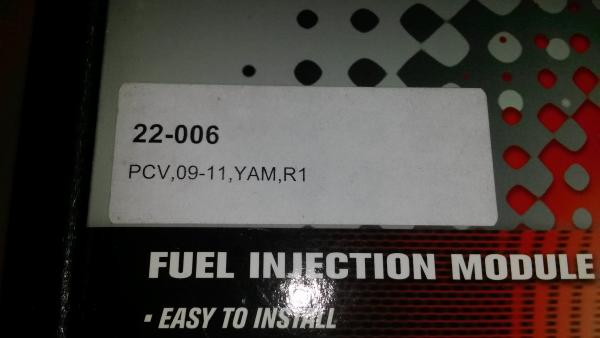 22-006
PCV,09-11,YAM,R1
FUEL INJECTION MODULE
▪ EASY TO INSTALL